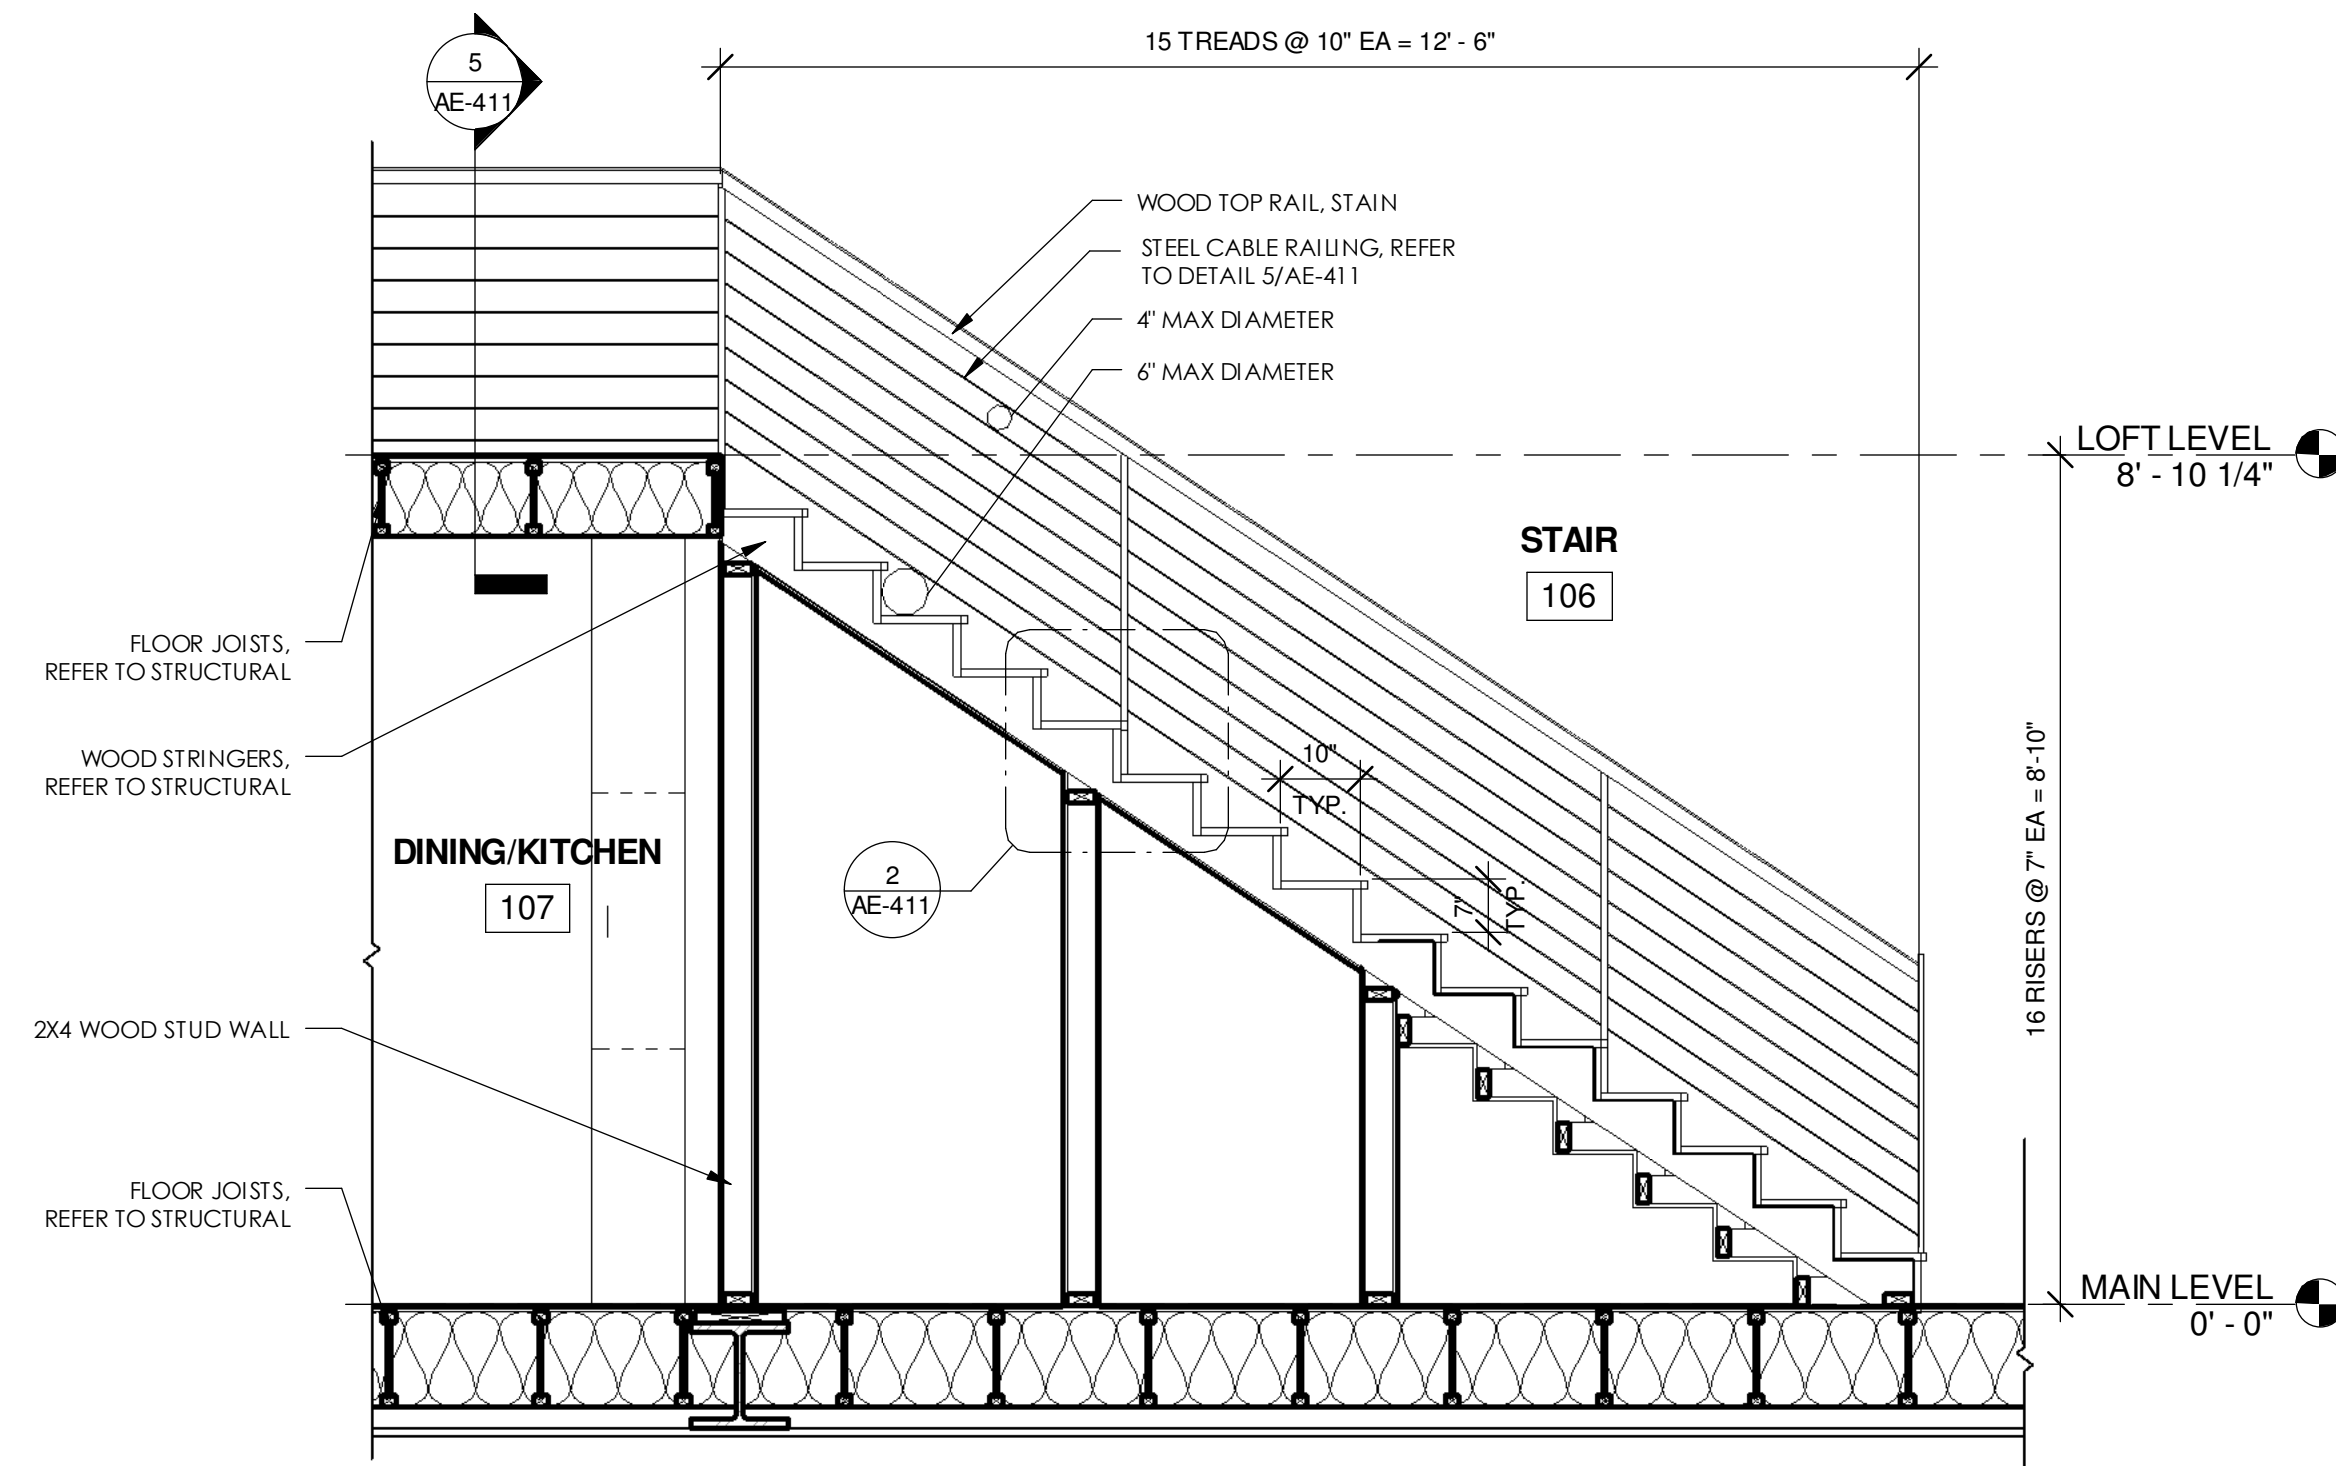 5
AE-411
15 TREADS @ 10" EA = 12' - 6"
WOOD TOP RAIL, STAIN
STEEL CABLE RAILING, REFER
TO DETAIL 5/AE-411
4" MAX DIAMETER
6" MAX DIAMETER
LOFT LEVEL
8' - 10 1/4"
STAIR
106
FLOOR JOISTS,
REFER TO STRUCTURAL
WOOD STRINGERS,
REFER TO STRUCTURAL
10"
TYP.
DINING/KITCHEN
107
2
AE-411
7"
TYP.
16 RISERS @ 7" EA = 8'-10"
2X4 WOOD STUD WALL
FLOOR JOISTS,
REFER TO STRUCTURAL
MAIN LEVEL
0' - 0"